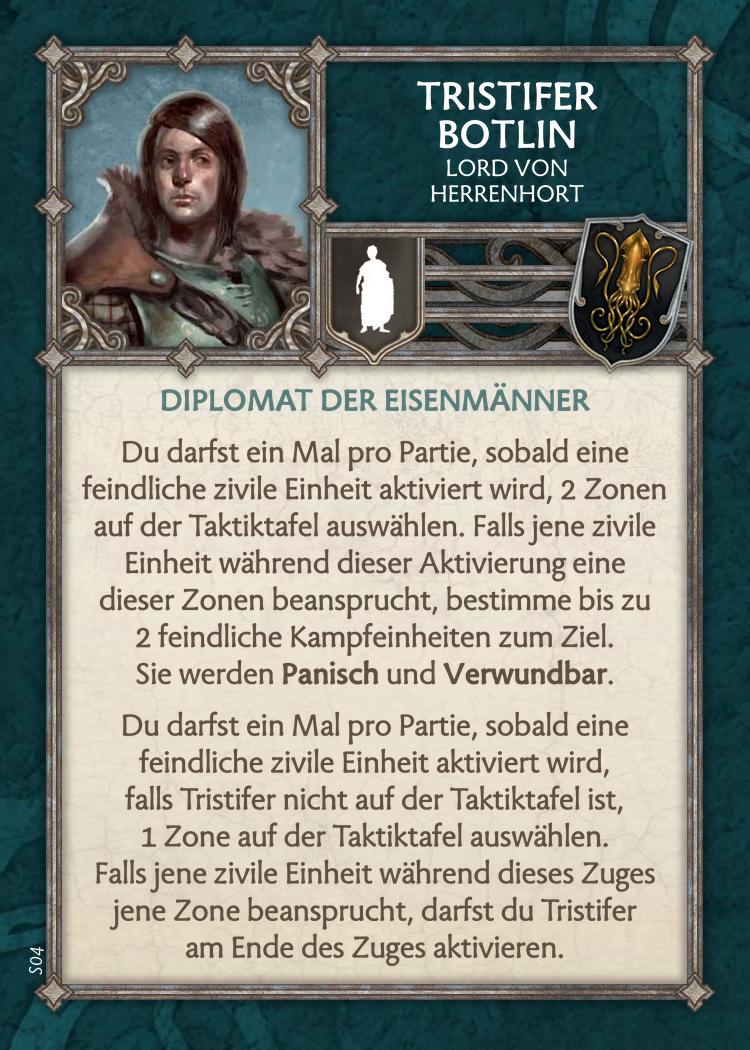 TRISTIFER
BOTLIN
LORD VON
HERRENHORT
DIPLOMAT DER EISENMÄNNER
Du darfst ein Mal pro Partie, sobald eine
feindliche zivile Einheit aktiviert wird, 2 Zonen
auf der Taktiktafel auswählen. Falls jene zivile
Einheit während dieser Aktivierung eine
dieser Zonen beansprucht, bestimme bis zu
2 feindliche Kampfeinheiten zum Ziel.
Sie werden Panisch und Verwundbar.
Du darfst ein Mal pro Partie, sobald eine
feindliche zivile Einheit aktiviert wird,
falls Tristifer nicht auf der Taktiktafel ist,
1 Zone auf der Taktiktafel auswählen.
Falls jene zivile Einheit während dieses Zuges
jene Zone beansprucht, darfst du Tristifer
am Ende des Zuges aktivieren.
S04